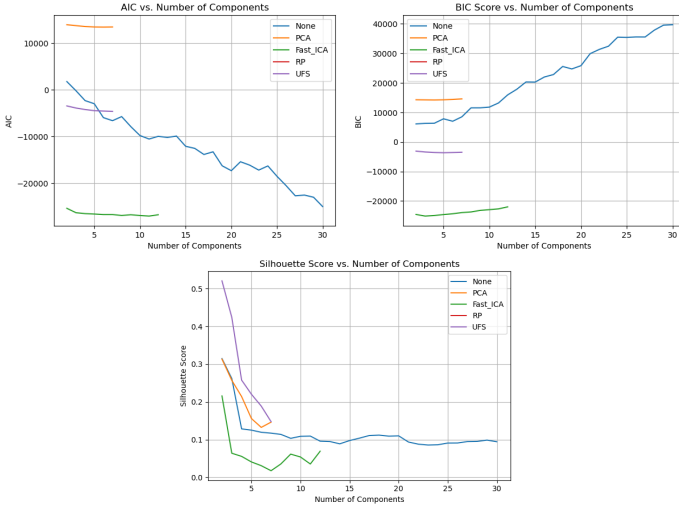 AIC vs. Number of Components
10000
0
−10000
−20000
AIC
5
10
15
20
25
30
Number of Components
None
PCA
Fast_ICA
RP
UFS
BIC Score vs. Number of Components
40000
30000
20000
10000
0
−10000
−20000
BIC
5
10
15
20
25
30
Number of Components
None
PCA
Fast_ICA
RP
UFS
Silhouette Score vs. Number of Components
0.5
0.4
0.3
0.2
0.1
0.0
Silhouette Score
5
10
15
20
25
30
Number of Components
None
PCA
Fast_ICA
RP
UFS